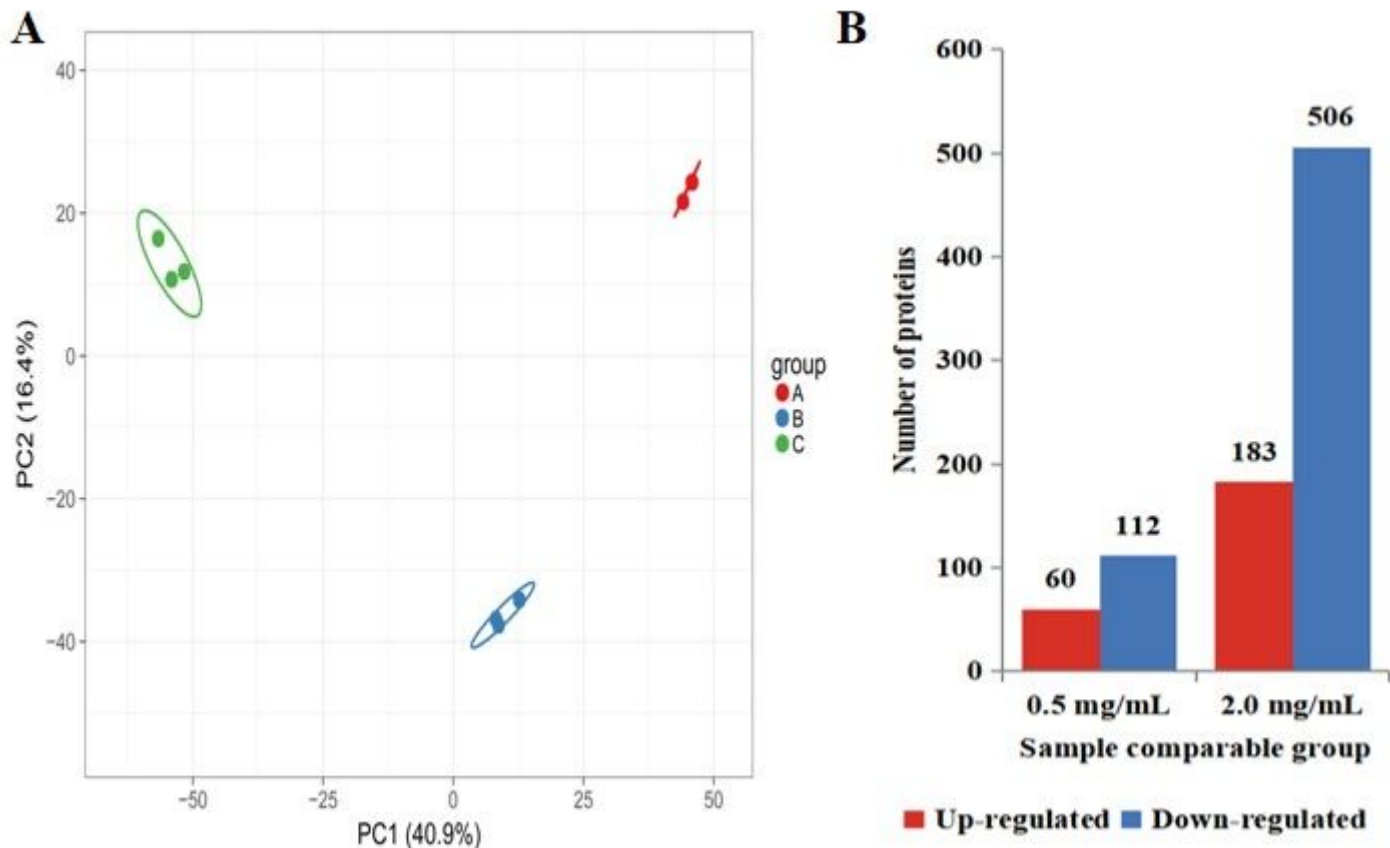 A
40
20
0
−20
−40
PC2 (16.4%)
−50
−25
0
25
50
PC1 (40.9%)
group
A
B
C
B
600
500
400
300
200
100
0
Number of proteins
60
112
183
506
0.5 mg/mL
2.0 mg/mL
Sample comparable group
Up-regulated
Down-regulated